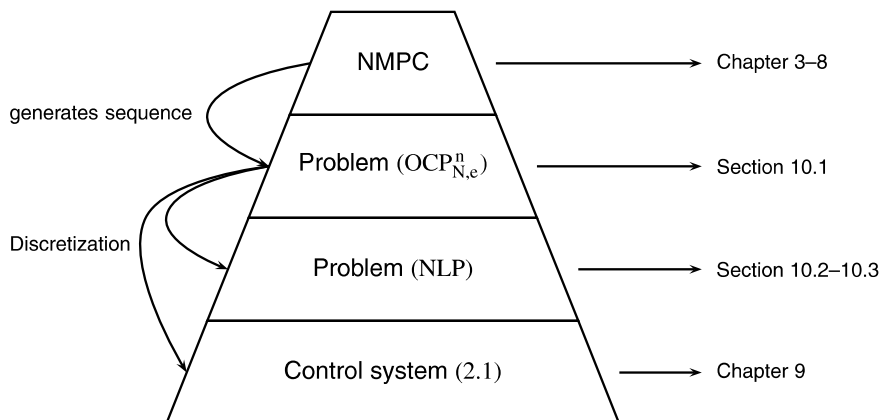 NMPC
Chapter 3–8
generates sequence
Problem (OCP^n_N,e)
Section 10.1
Discretization
Problem (NLP)
Section 10.2–10.3
Control system (2.1)
Chapter 9